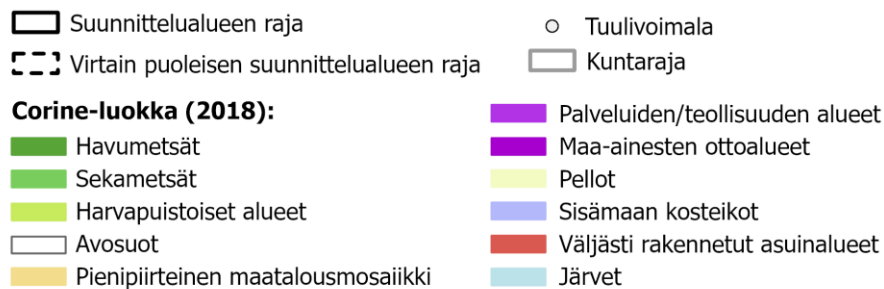 Suunnittelualueen raja
Virtain puoleisen suunnittelualueen raja
Tuulivoimala
Kuntaraja
Corine-luokka (2018):
Havumetsät
Sekametsät
Harvapuistoiset alueet
Avosuot
Pienipiirteinen maatalousmosaiikki
Palveluiden/teollisuuden alueet
Maa-ainesten ottoalueet
Pellot
Sisämaan kosteikot
Väljästi rakennetut asuinalueet
Järvet